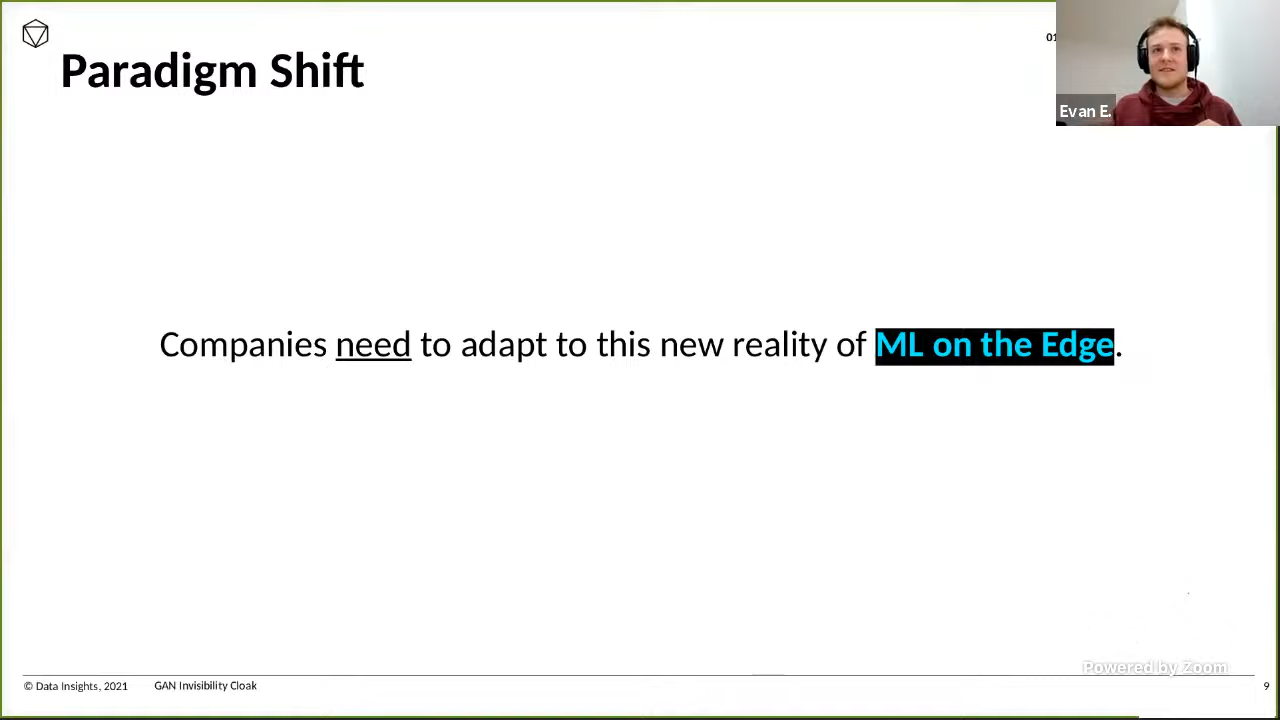 01
Paradigm Shift
Evan E.
Companies need to adapt to this new reality of ML on the Edge.
Powered by Zoom
© Data Insights, 2021 GAN Invisibility Cloak 9